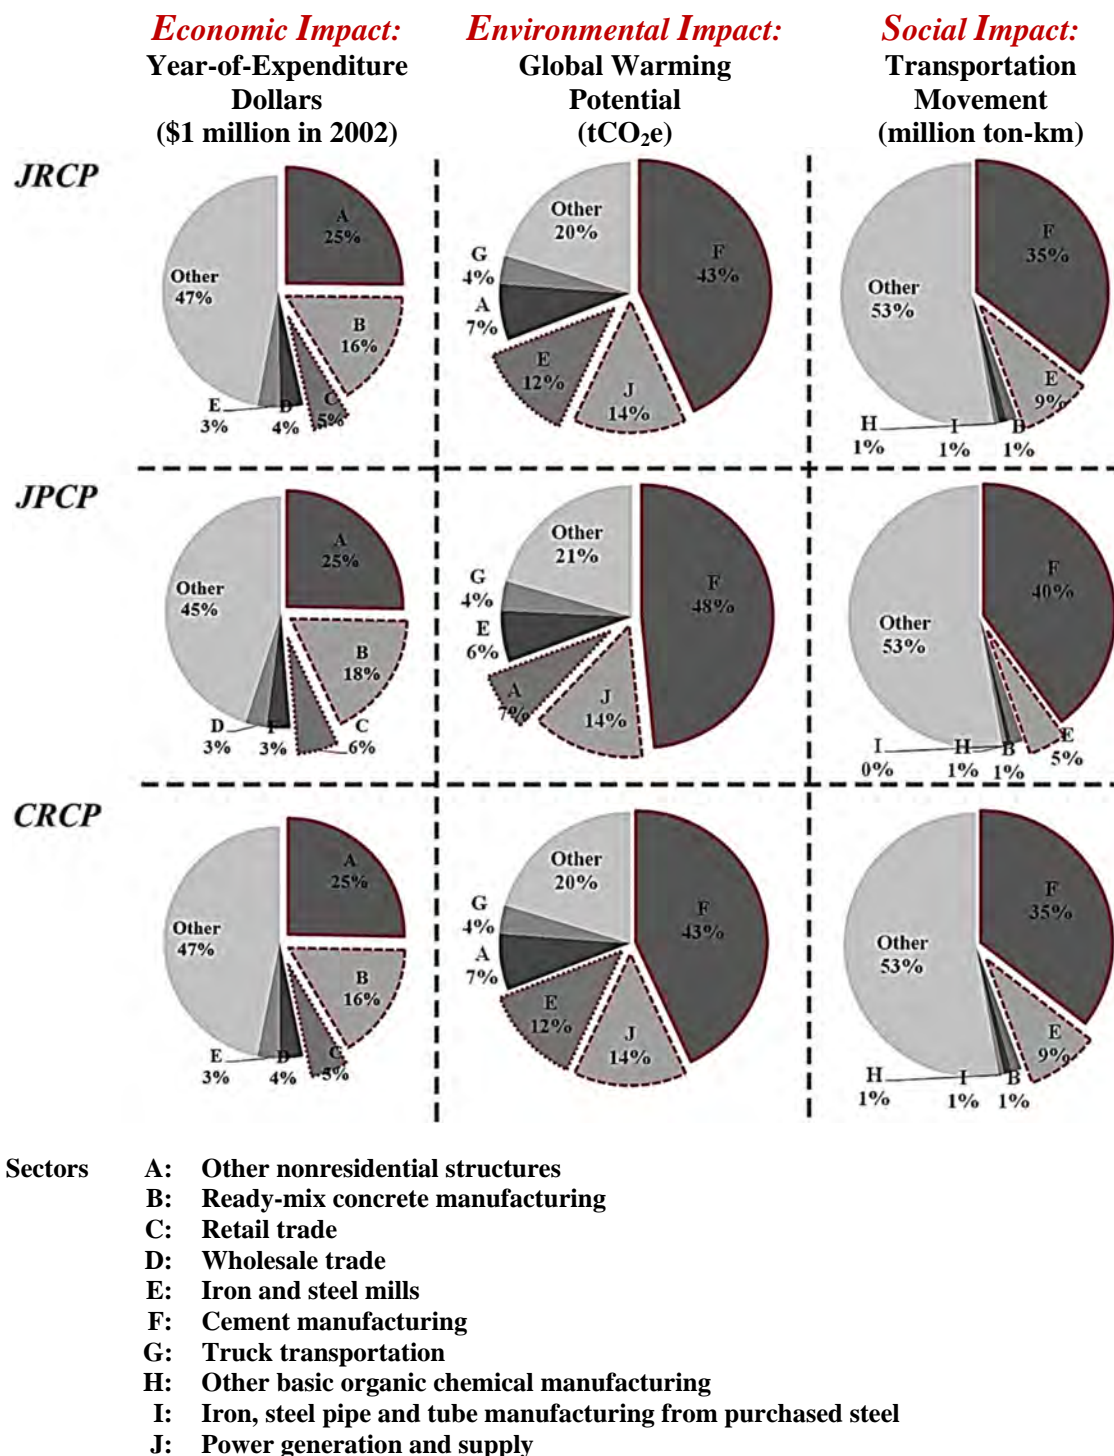 Economic Impact:
Year-of-Expenditure
Dollars
($1 million in 2002)
Environmental Impact:
Global Warming
Potential
(tCO₂e)
Social Impact:
Transportation
Movement
(million ton-km)
JRCP
A
25%
B
16%
C
5%
D
4%
E
3%
Other
47%
F
43%
J
14%
E
12%
A
7%
G
4%
Other
20%
F
35%
E
9%
B
1%
I
1%
H
1%
Other
53%
JPCP
A
25%
B
18%
C
6%
F
3%
D
3%
Other
45%
F
48%
J
14%
A
7%
E
6%
G
4%
Other
21%
F
40%
E
5%
B
1%
H
1%
I
0%
Other
53%
CRCP
A
25%
B
16%
C
5%
D
4%
E
3%
Other
47%
F
43%
J
14%
E
12%
A
7%
G
4%
Other
20%
F
35%
E
9%
B
1%
I
1%
H
1%
Other
53%
Sectors A: Other nonresidential structures
B: Ready-mix concrete manufacturing
C: Retail trade
D: Wholesale trade
E: Iron and steel mills
F: Cement manufacturing
G: Truck transportation
H: Other basic organic chemical manufacturing
I: Iron, steel pipe and tube manufacturing from purchased steel
J: Power generation and supply